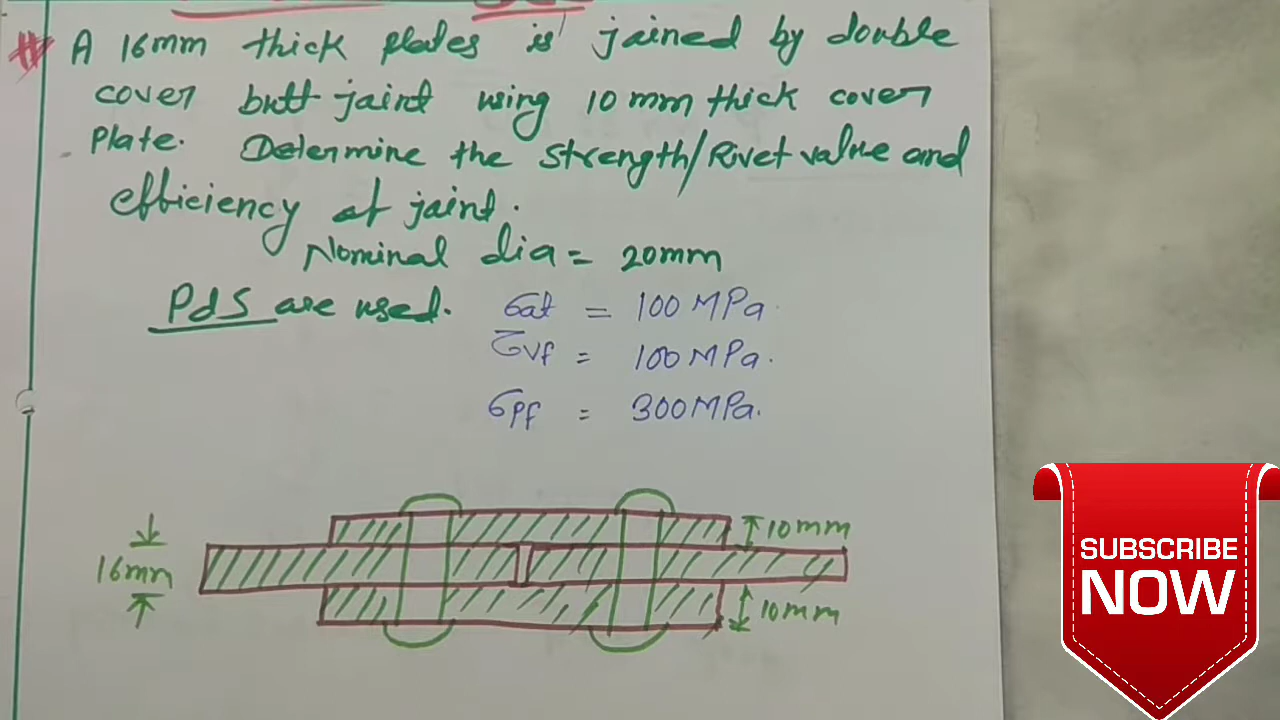 # A 16mm thick plates is jained by double
cover butt jaint using 10 mm thick cover
Plate. Determine the strength/Rivet value and
efficiency at jaint.
Nominal dia = 20mm
PdS are used. σat = 100 MPa.
τvf = 100 MPa.
σpf = 300 MPa.
10mm
16mm
10mm
SUBSCRIBE
NOW